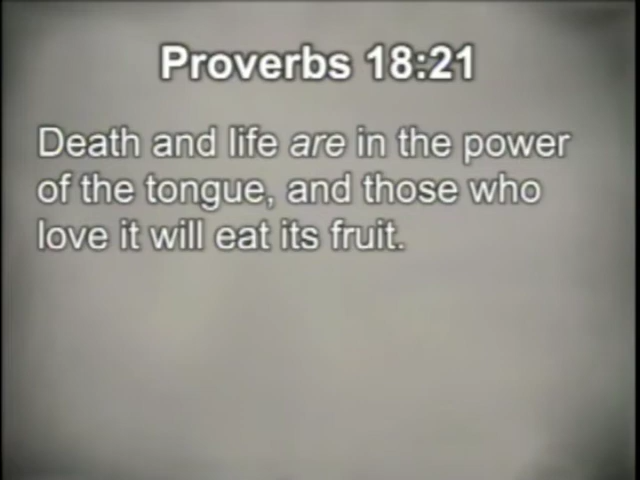 Proverbs 18:21
Death and life are in the power
of the tongue, and those who
love it will eat its fruit.